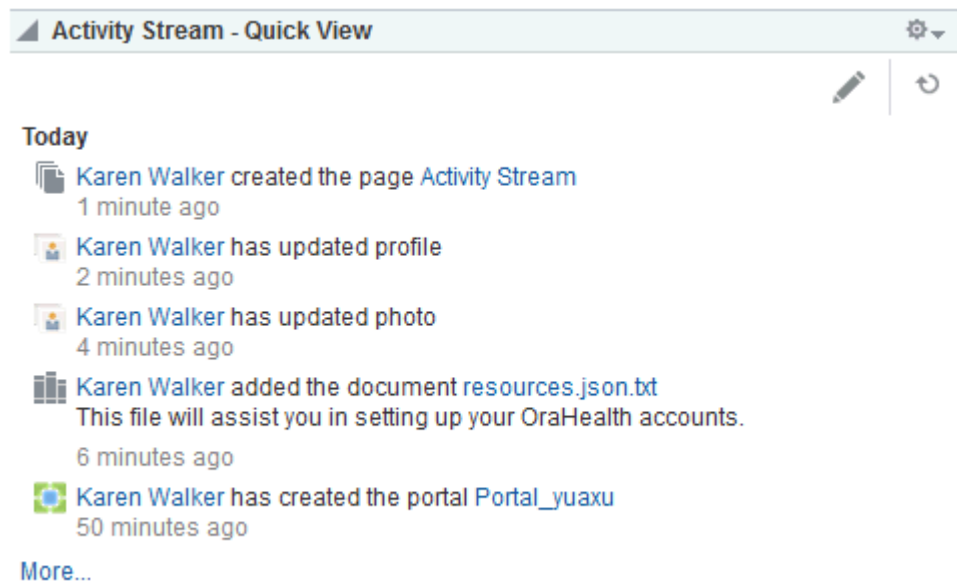 Activity Stream - Quick View
Today
Karen Walker created the page Activity Stream
1 minute ago
Karen Walker has updated profile
2 minutes ago
Karen Walker has updated photo
4 minutes ago
Karen Walker added the document resources.json.txt
This file will assist you in setting up your OraHealth accounts.
6 minutes ago
Karen Walker has created the portal Portal_yuaxu
50 minutes ago
More...